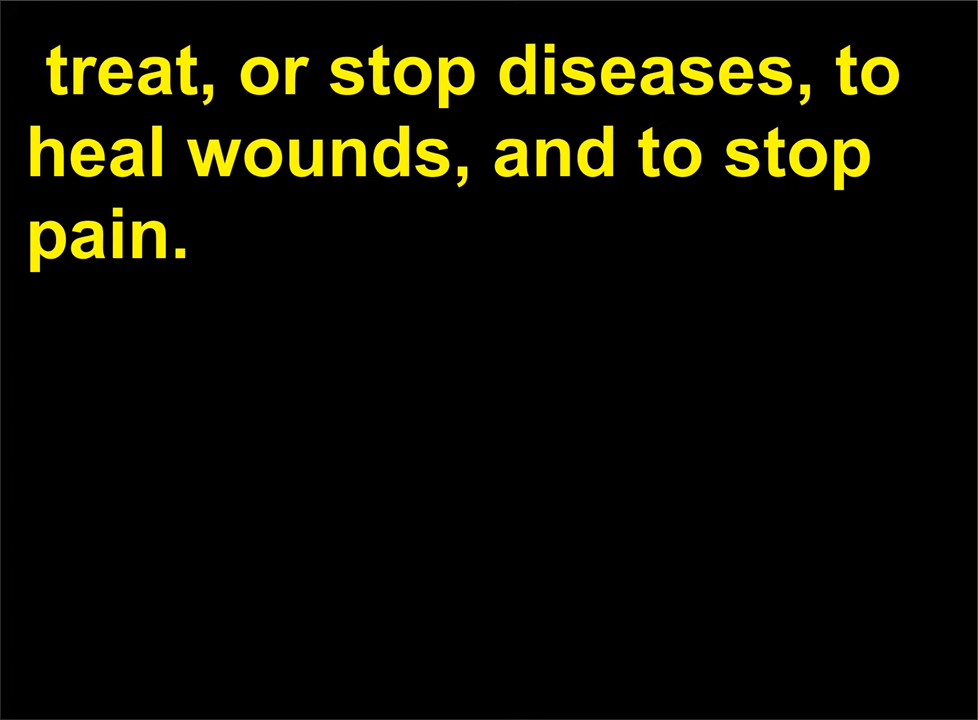 treat, or stop diseases, to
heal wounds, and to stop
pain.